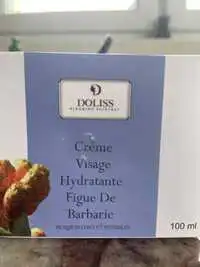 DOLISS
Crème
Visage
Hydratante
Figue De
Barbarie
100 ml